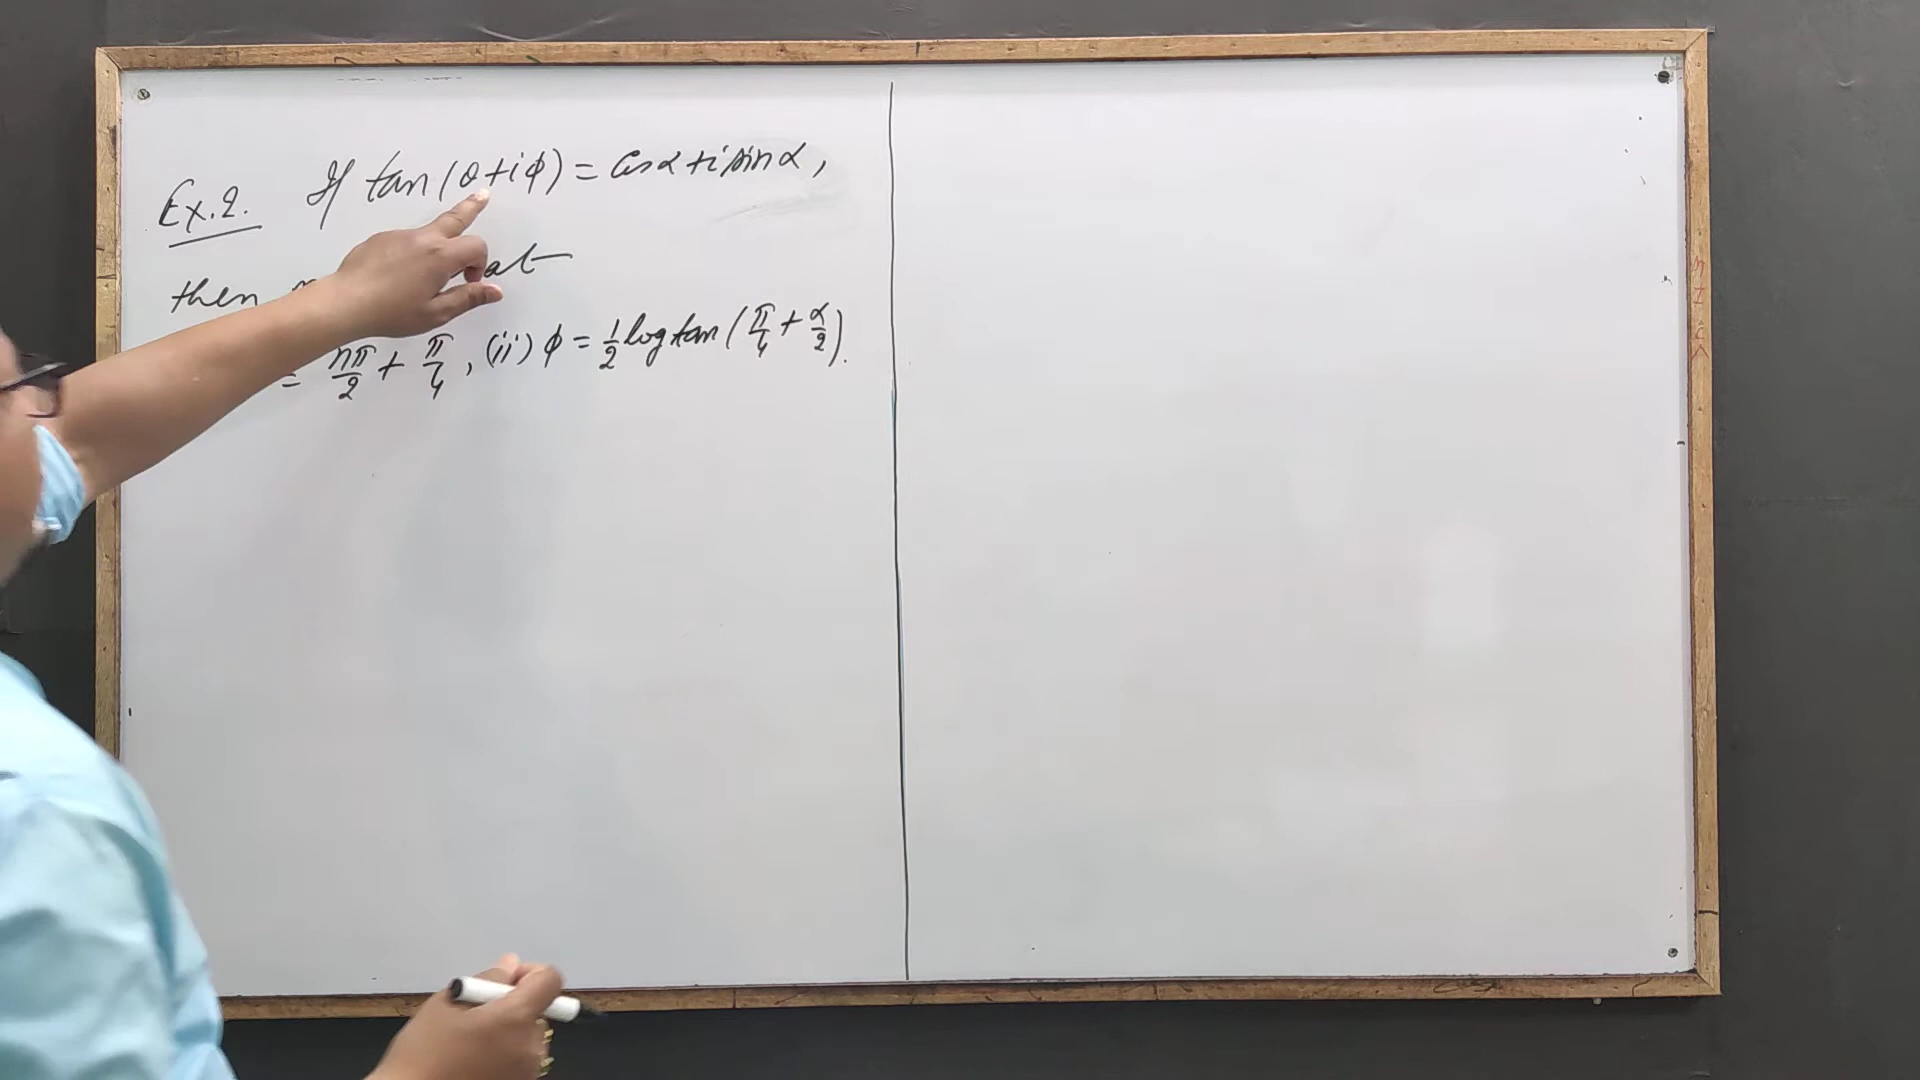 Ex.2. If tan(θ+iϕ) = cosα+i sinα,
then
= nπ/2 + π/4, (ii) ϕ = 1/2 log tan(π/4 + α/2).